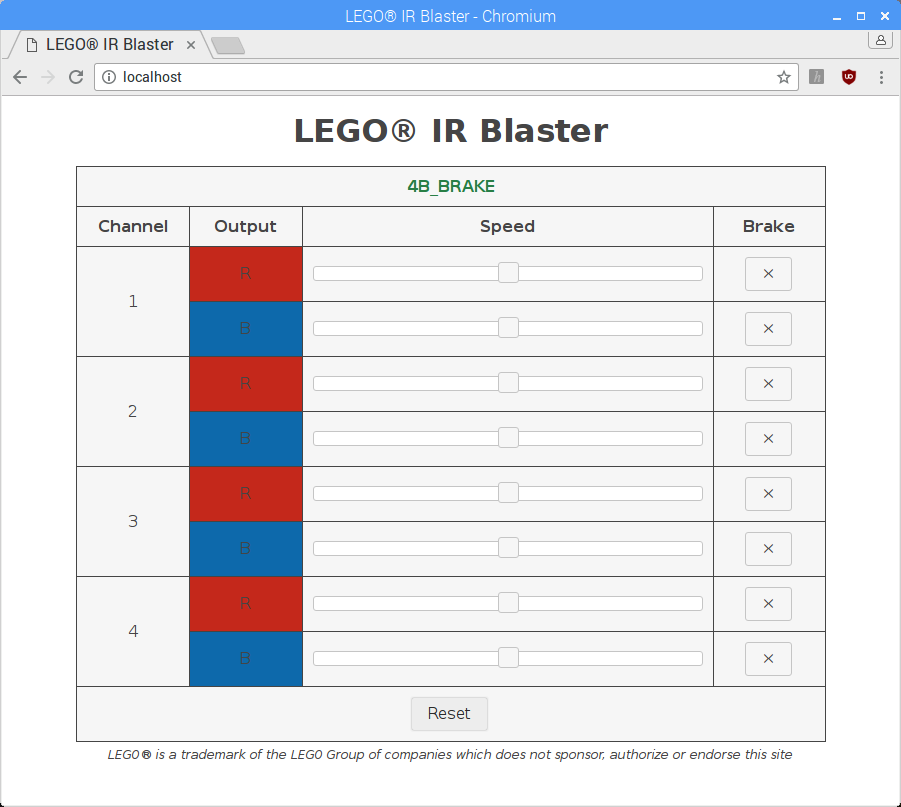 LEGO® IR Blaster - Chromium
LEGO® IR Blaster
localhost
LEGO® IR Blaster
4B_BRAKE
Channel Output Speed Brake
1
R
B
2
R
B
3
R
B
4
R
B
Reset
LEGO® is a trademark of the LEGO Group of companies which does not sponsor, authorize or endorse this site